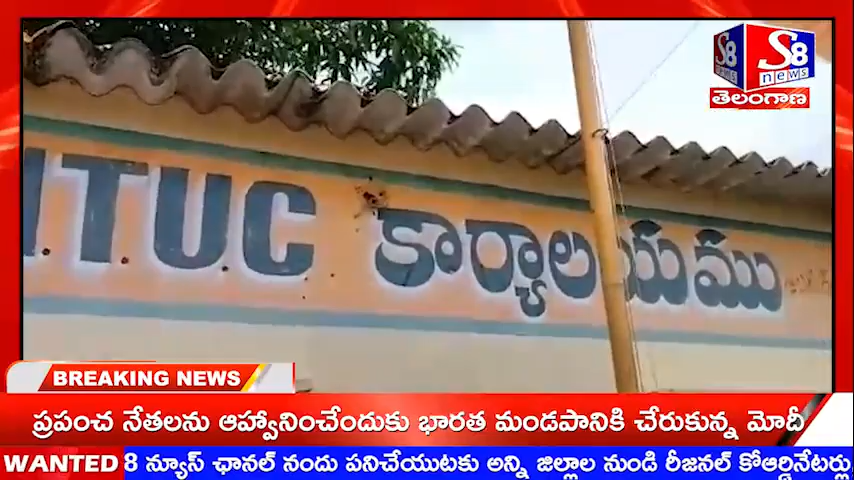 S8
S8
news
తెలంగాణ
.T.U.C కార్యాలయము
BREAKING NEWS
ప్రపంచ నేతలను ఆహ్వానించేందుకు భారత మండపానికి చేరుకున్న మోదీ
WANTED 8 న్యూస్ ఛానల్ నందు పనిచేయుటకు అన్ని జిల్లాల నుండి రీజనల్ కోఆర్డినేటర్లు,